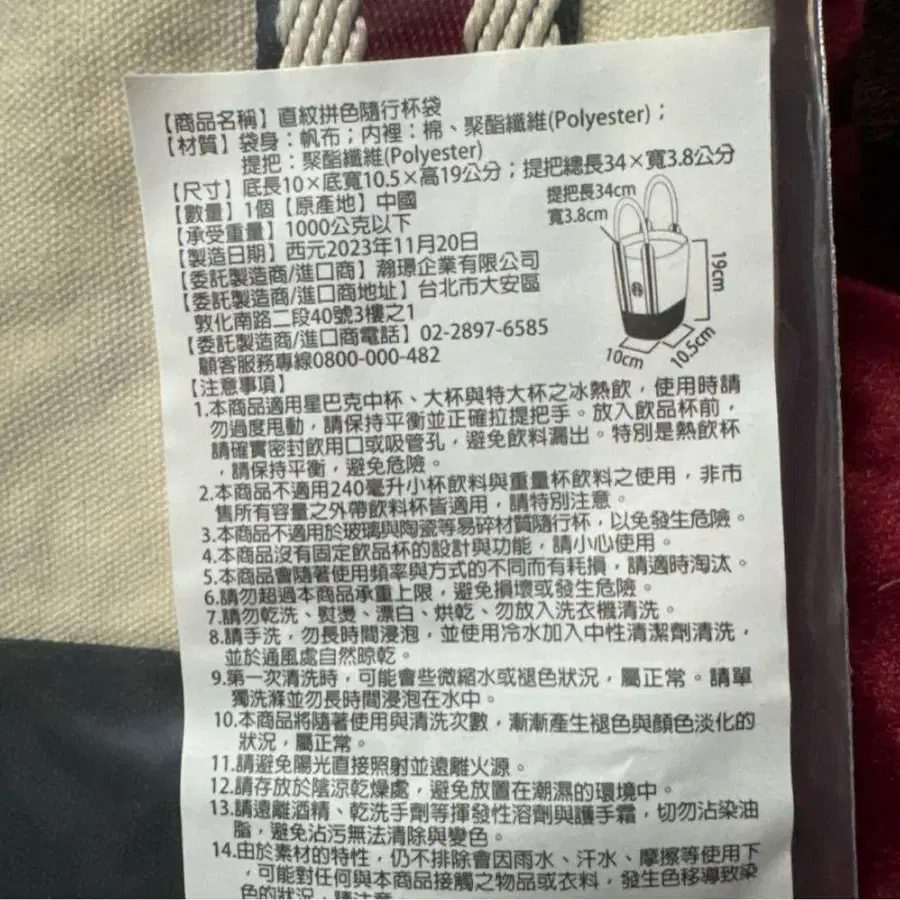 【商品名稱】直紋拼色隨行杯袋
【材質】袋身：帆布；內裡：棉、聚酯纖維(Polyester)；
提把：聚酯纖維(Polyester)
【尺寸】底長10×底寬10.5×高19公分；提把總長34×寬3.8公分
【數量】1個【原產地】中國
【承受重量】1000公克以下
【製造日期】西元2023年11月20日
【委託製造商/進口商】瀚璟企業有限公司
【委託製造商/進口商地址】台北市大安區
敦化南路二段40號3樓之1
【委託製造商/進口商電話】02-2897-6585
顧客服務專線0800-000-482
提把長34cm
寬3.8cm
19cm
10cm
10.5cm
【注意事項】
1.本商品適用星巴克中杯、大杯與特大杯之冰熱飲，使用時請
勿過度甩動，請保持平衡並正確拉提把手。放入飲品杯前，
請確實密封飲用口或吸管孔，避免飲料漏出。特別是熱飲杯
，請保持平衡，避免危險。
2.本商品不適用240毫升小杯飲料與重量杯飲料之使用，非市
售所有容量之外帶飲料杯皆適用，請特別注意。
3.本商品不適用於玻璃與陶瓷等易碎材質隨行杯，以免發生危險。
4.本商品沒有固定飲品杯的設計與功能，請小心使用。
5.本商品會隨著使用頻率與方式的不同而有耗損，請適時淘汰。
6.請勿超過本商品承重上限，避免損壞或發生危險。
7.請勿乾洗、熨燙、漂白、烘乾、勿放入洗衣機清洗。
8.請手洗，勿長時間浸泡，並使用冷水加入中性清潔劑清洗，
並於通風處自然晾乾。
9.第一次清洗時，可能會些微縮水或褪色狀況，屬正常。請單
獨洗滌並勿長時間浸泡在水中。
10.本商品將隨著使用與清洗次數，漸漸產生褪色與顏色淡化的
狀況，屬正常。
11.請避免陽光直接照射並遠離火源。
12.請存放於陰涼乾燥處，避免放置在潮濕的環境中。
13.請遠離酒精、乾洗手劑等揮發性溶劑與護手霜，切勿沾染油
脂，避免沾污無法清除與變色。
14.由於素材的特性，仍不排除會因雨水、汗水、摩擦等使用下
，可能對任何與本商品接觸之物品或衣料，發生色移導致染
色的狀況，請注意